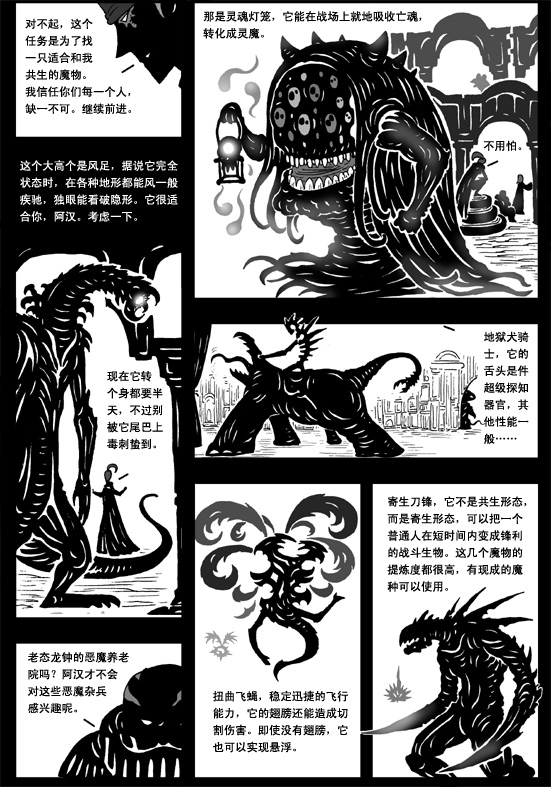 对不起，这个
任务是为了找
一只适合和我
共生的魔物。
我信任你们每一个人，
缺一不可。继续前进。
那是灵魂灯笼，它能在战场上就地吸收亡魂，
转化成灵魔。
不用怕。
这个大高个是风足，据说它完全
状态时，在各种地形都能风一般
疾驰，独眼能看破隐形。它很适
合你，阿汉。考虑一下。
现在它转
个身都要半
天，不过别
被它尾巴上
毒刺蛰到。
地獄犬骑
士，它的
舌头是件
超级探知
器官，其
他性能一
般……
老态龙钟的恶魔养老
院吗？阿汉才不会
对这些恶魔杂兵
感兴趣呢。
扭曲飞蝇，稳定迅捷的飞行
能力，它的翅膀还能造成切
割伤害。即使没有翅膀，它
也可以实现悬浮。
寄生刀锋，它不是共生形态，
而是寄生形态，可以把一个
普通人在短时间内变成锋利
的战斗生物。这几个魔物的
提炼度都很高，有现成的魔
种可以使用。